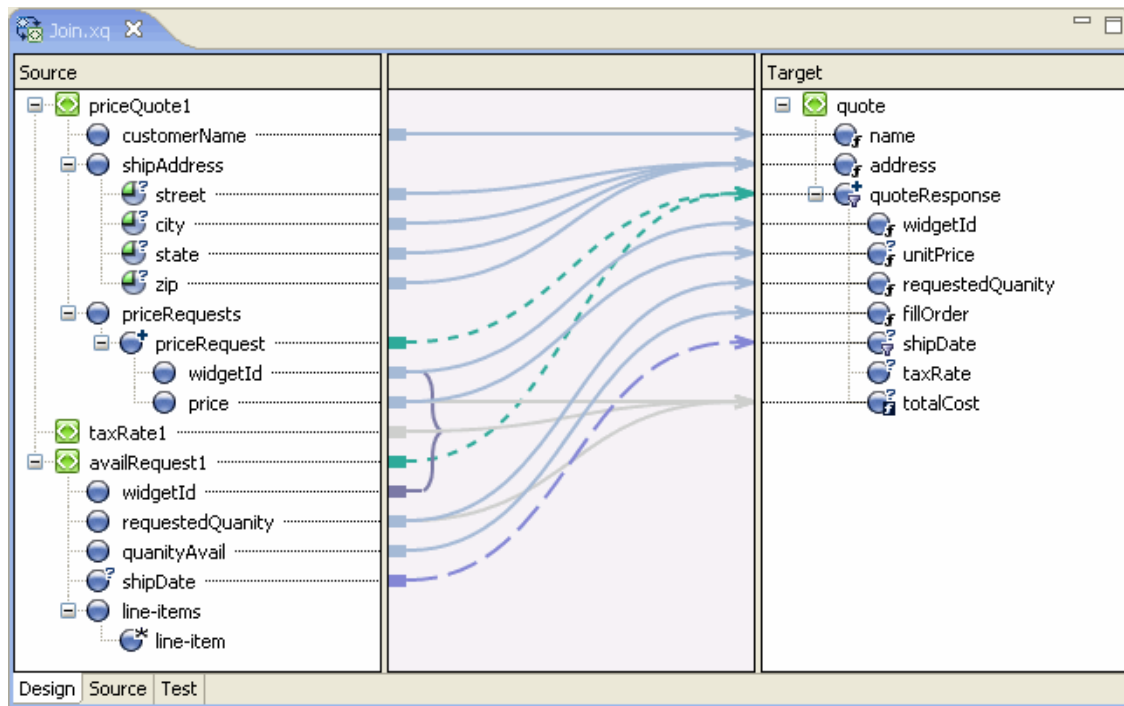 Join.xq
Source
Target
priceQuote1
customerName
shipAddress
street
city
state
zip
priceRequests
priceRequest
widgetId
price
taxRate1
availRequest1
widgetId
requestedQuanity
quanityAvail
shipDate
line-items
line-item
quote
name
address
quoteResponse
widgetId
unitPrice
requestedQuanity
fillOrder
shipDate
taxRate
totalCost
Design Source Test